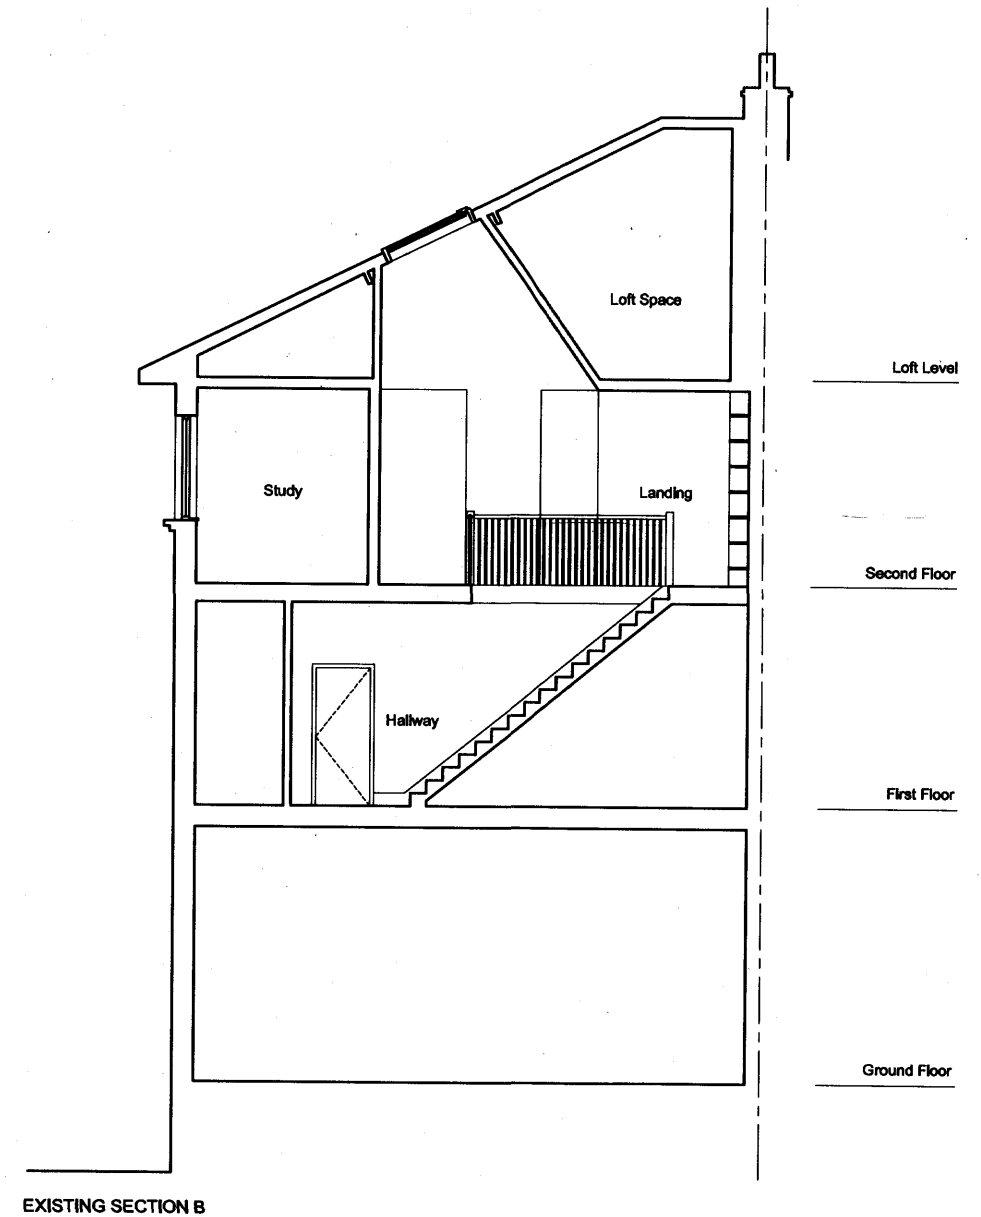 Loft Space
Loft Level
Study
Landing
Second Floor
Hallway
First Floor
Ground Floor
EXISTING SECTION B